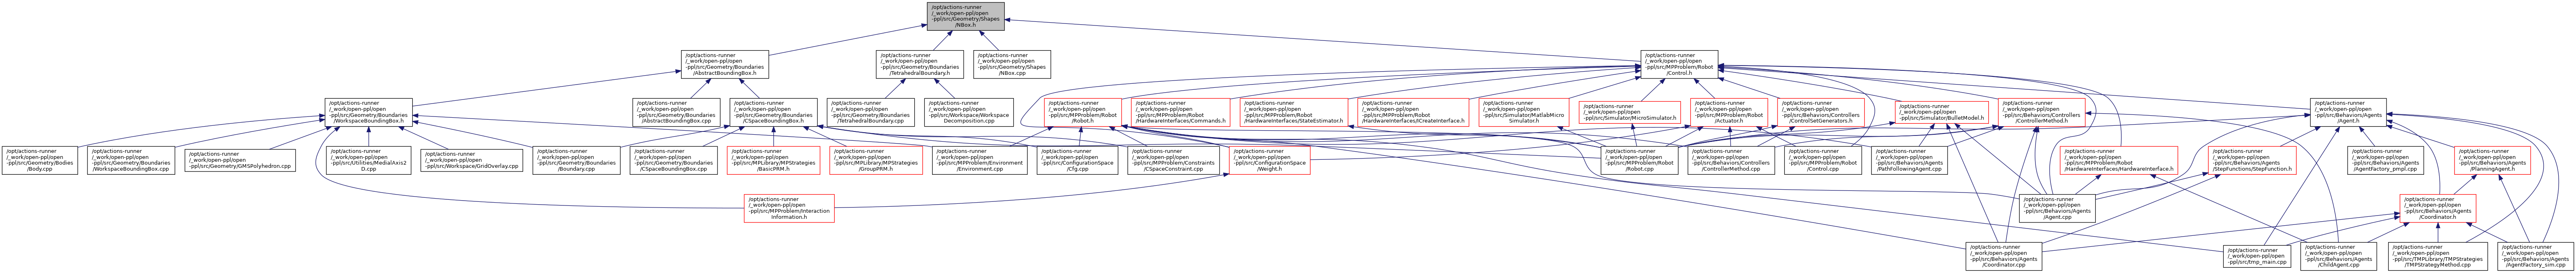 /opt/actions-runner
/_work/open-ppl/open
-ppl/src/Geometry/Shapes
/NBox.h
/opt/actions-runner
/_work/open-ppl/open
-ppl/src/Geometry/Boundaries
/AbstractBoundingBox.h
/opt/actions-runner
/_work/open-ppl/open
-ppl/src/Geometry/Boundaries
/TetrahedralBoundary.h
/opt/actions-runner
/_work/open-ppl/open
-ppl/src/Geometry/Shapes
/NBox.cpp
/opt/actions-runner
/_work/open-ppl/open
-ppl/src/MPProblem/Robot
/Control.h
/opt/actions-runner
/_work/open-ppl/open
-ppl/src/Geometry/Boundaries
/WorkspaceBoundingBox.h
/opt/actions-runner
/_work/open-ppl/open
-ppl/src/Geometry/Boundaries
/AbstractBoundingBox.cpp
/opt/actions-runner
/_work/open-ppl/open
-ppl/src/Geometry/Boundaries
/CSpaceBoundingBox.h
/opt/actions-runner
/_work/open-ppl/open
-ppl/src/Geometry/Boundaries
/TetrahedralBoundary.cpp
/opt/actions-runner
/_work/open-ppl/open
-ppl/src/Workspace/Workspace
Decomposition.cpp
/opt/actions-runner
/_work/open-ppl/open
-ppl/src/MPProblem/Robot
/Robot.h
/opt/actions-runner
/_work/open-ppl/open
-ppl/src/MPProblem/Robot
/HardwareInterfaces/Commands.h
/opt/actions-runner
/_work/open-ppl/open
-ppl/src/MPProblem/Robot
/HardwareInterfaces/StateEstimator.h
/opt/actions-runner
/_work/open-ppl/open
-ppl/src/MPProblem/Robot
/HardwareInterfaces/ICreateInterface.h
/opt/actions-runner
/_work/open-ppl/open
-ppl/src/Simulator/MatlabMicro
Simulator.h
/opt/actions-runner
/_work/open-ppl/open
-ppl/src/Simulator/MicroSimulator.h
/opt/actions-runner
/_work/open-ppl/open
-ppl/src/MPProblem/Robot
/Actuator.h
/opt/actions-runner
/_work/open-ppl/open
-ppl/src/Behaviors/Controllers
/ControlSetGenerators.h
/opt/actions-runner
/_work/open-ppl/open
-ppl/src/Simulator/BulletModel.h
/opt/actions-runner
/_work/open-ppl/open
-ppl/src/Behaviors/Controllers
/ControllerMethod.h
/opt/actions-runner
/_work/open-ppl/open
-ppl/src/Behaviors/Agents
/Agent.h
/opt/actions-runner
/_work/open-ppl/open
-ppl/src/Geometry/Bodies
/Body.cpp
/opt/actions-runner
/_work/open-ppl/open
-ppl/src/Geometry/Boundaries
/WorkspaceBoundingBox.cpp
/opt/actions-runner
/_work/open-ppl/open
-ppl/src/Geometry/GMSPolyhedron.cpp
/opt/actions-runner
/_work/open-ppl/open
-ppl/src/Utilities/MedialAxis2
D.cpp
/opt/actions-runner
/_work/open-ppl/open
-ppl/src/Workspace/GridOverlay.cpp
/opt/actions-runner
/_work/open-ppl/open
-ppl/src/Geometry/Boundaries
/Boundary.cpp
/opt/actions-runner
/_work/open-ppl/open
-ppl/src/Geometry/Boundaries
/CSpaceBoundingBox.cpp
/opt/actions-runner
/_work/open-ppl/open
-ppl/src/MPLibrary/MPStrategies
/BasicPRM.h
/opt/actions-runner
/_work/open-ppl/open
-ppl/src/MPLibrary/MPStrategies
/GroupPRM.h
/opt/actions-runner
/_work/open-ppl/open
-ppl/src/MPProblem/Environment
/Environment.cpp
/opt/actions-runner
/_work/open-ppl/open
-ppl/src/ConfigurationSpace
/Cfg.cpp
/opt/actions-runner
/_work/open-ppl/open
-ppl/src/MPProblem/Constraints
/CSpaceConstraint.cpp
/opt/actions-runner
/_work/open-ppl/open
-ppl/src/ConfigurationSpace
/Weight.h
/opt/actions-runner
/_work/open-ppl/open
-ppl/src/MPProblem/Robot
/Robot.cpp
/opt/actions-runner
/_work/open-ppl/open
-ppl/src/Behaviors/Controllers
/ControllerMethod.cpp
/opt/actions-runner
/_work/open-ppl/open
-ppl/src/MPProblem/Robot
/Control.cpp
/opt/actions-runner
/_work/open-ppl/open
-ppl/src/Behaviors/Agents
/PathFollowingAgent.cpp
/opt/actions-runner
/_work/open-ppl/open
-ppl/src/MPProblem/Robot
/HardwareInterfaces/HardwareInterface.h
/opt/actions-runner
/_work/open-ppl/open
-ppl/src/Behaviors/Agents
/StepFunctions/StepFunction.h
/opt/actions-runner
/_work/open-ppl/open
-ppl/src/Behaviors/Agents
/AgentFactory_pmpl.cpp
/opt/actions-runner
/_work/open-ppl/open
-ppl/src/Behaviors/Agents
/PlanningAgent.h
/opt/actions-runner
/_work/open-ppl/open
-ppl/src/MPProblem/Interaction
Information.h
/opt/actions-runner
/_work/open-ppl/open
-ppl/src/Behaviors/Agents
/Agent.cpp
/opt/actions-runner
/_work/open-ppl/open
-ppl/src/Behaviors/Agents
/Coordinator.h
/opt/actions-runner
/_work/open-ppl/open
-ppl/src/Behaviors/Agents
/Coordinator.cpp
/opt/actions-runner
/_work/open-ppl/open
-ppl/src/tmp_main.cpp
/opt/actions-runner
/_work/open-ppl/open
-ppl/src/Behaviors/Agents
/ChildAgent.cpp
/opt/actions-runner
/_work/open-ppl/open
-ppl/src/TMPLibrary/TMPStrategies
/TMPStrategyMethod.cpp
/opt/actions-runner
/_work/open-ppl/open
-ppl/src/Behaviors/Agents
/AgentFactory_sim.cpp